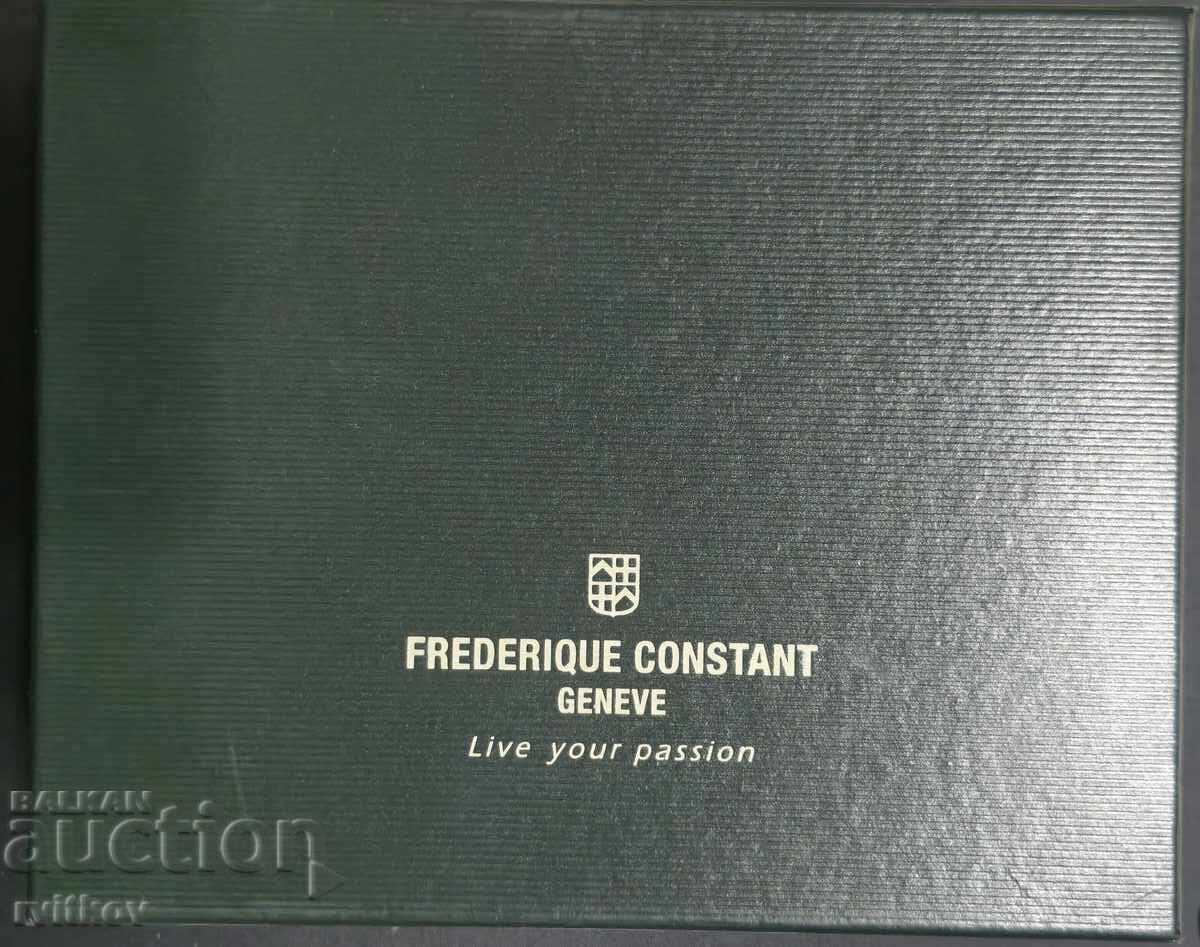 FREDERIQUE CONSTANT
GENEVE
Live your passion
BALKAN
auction
rvitkov